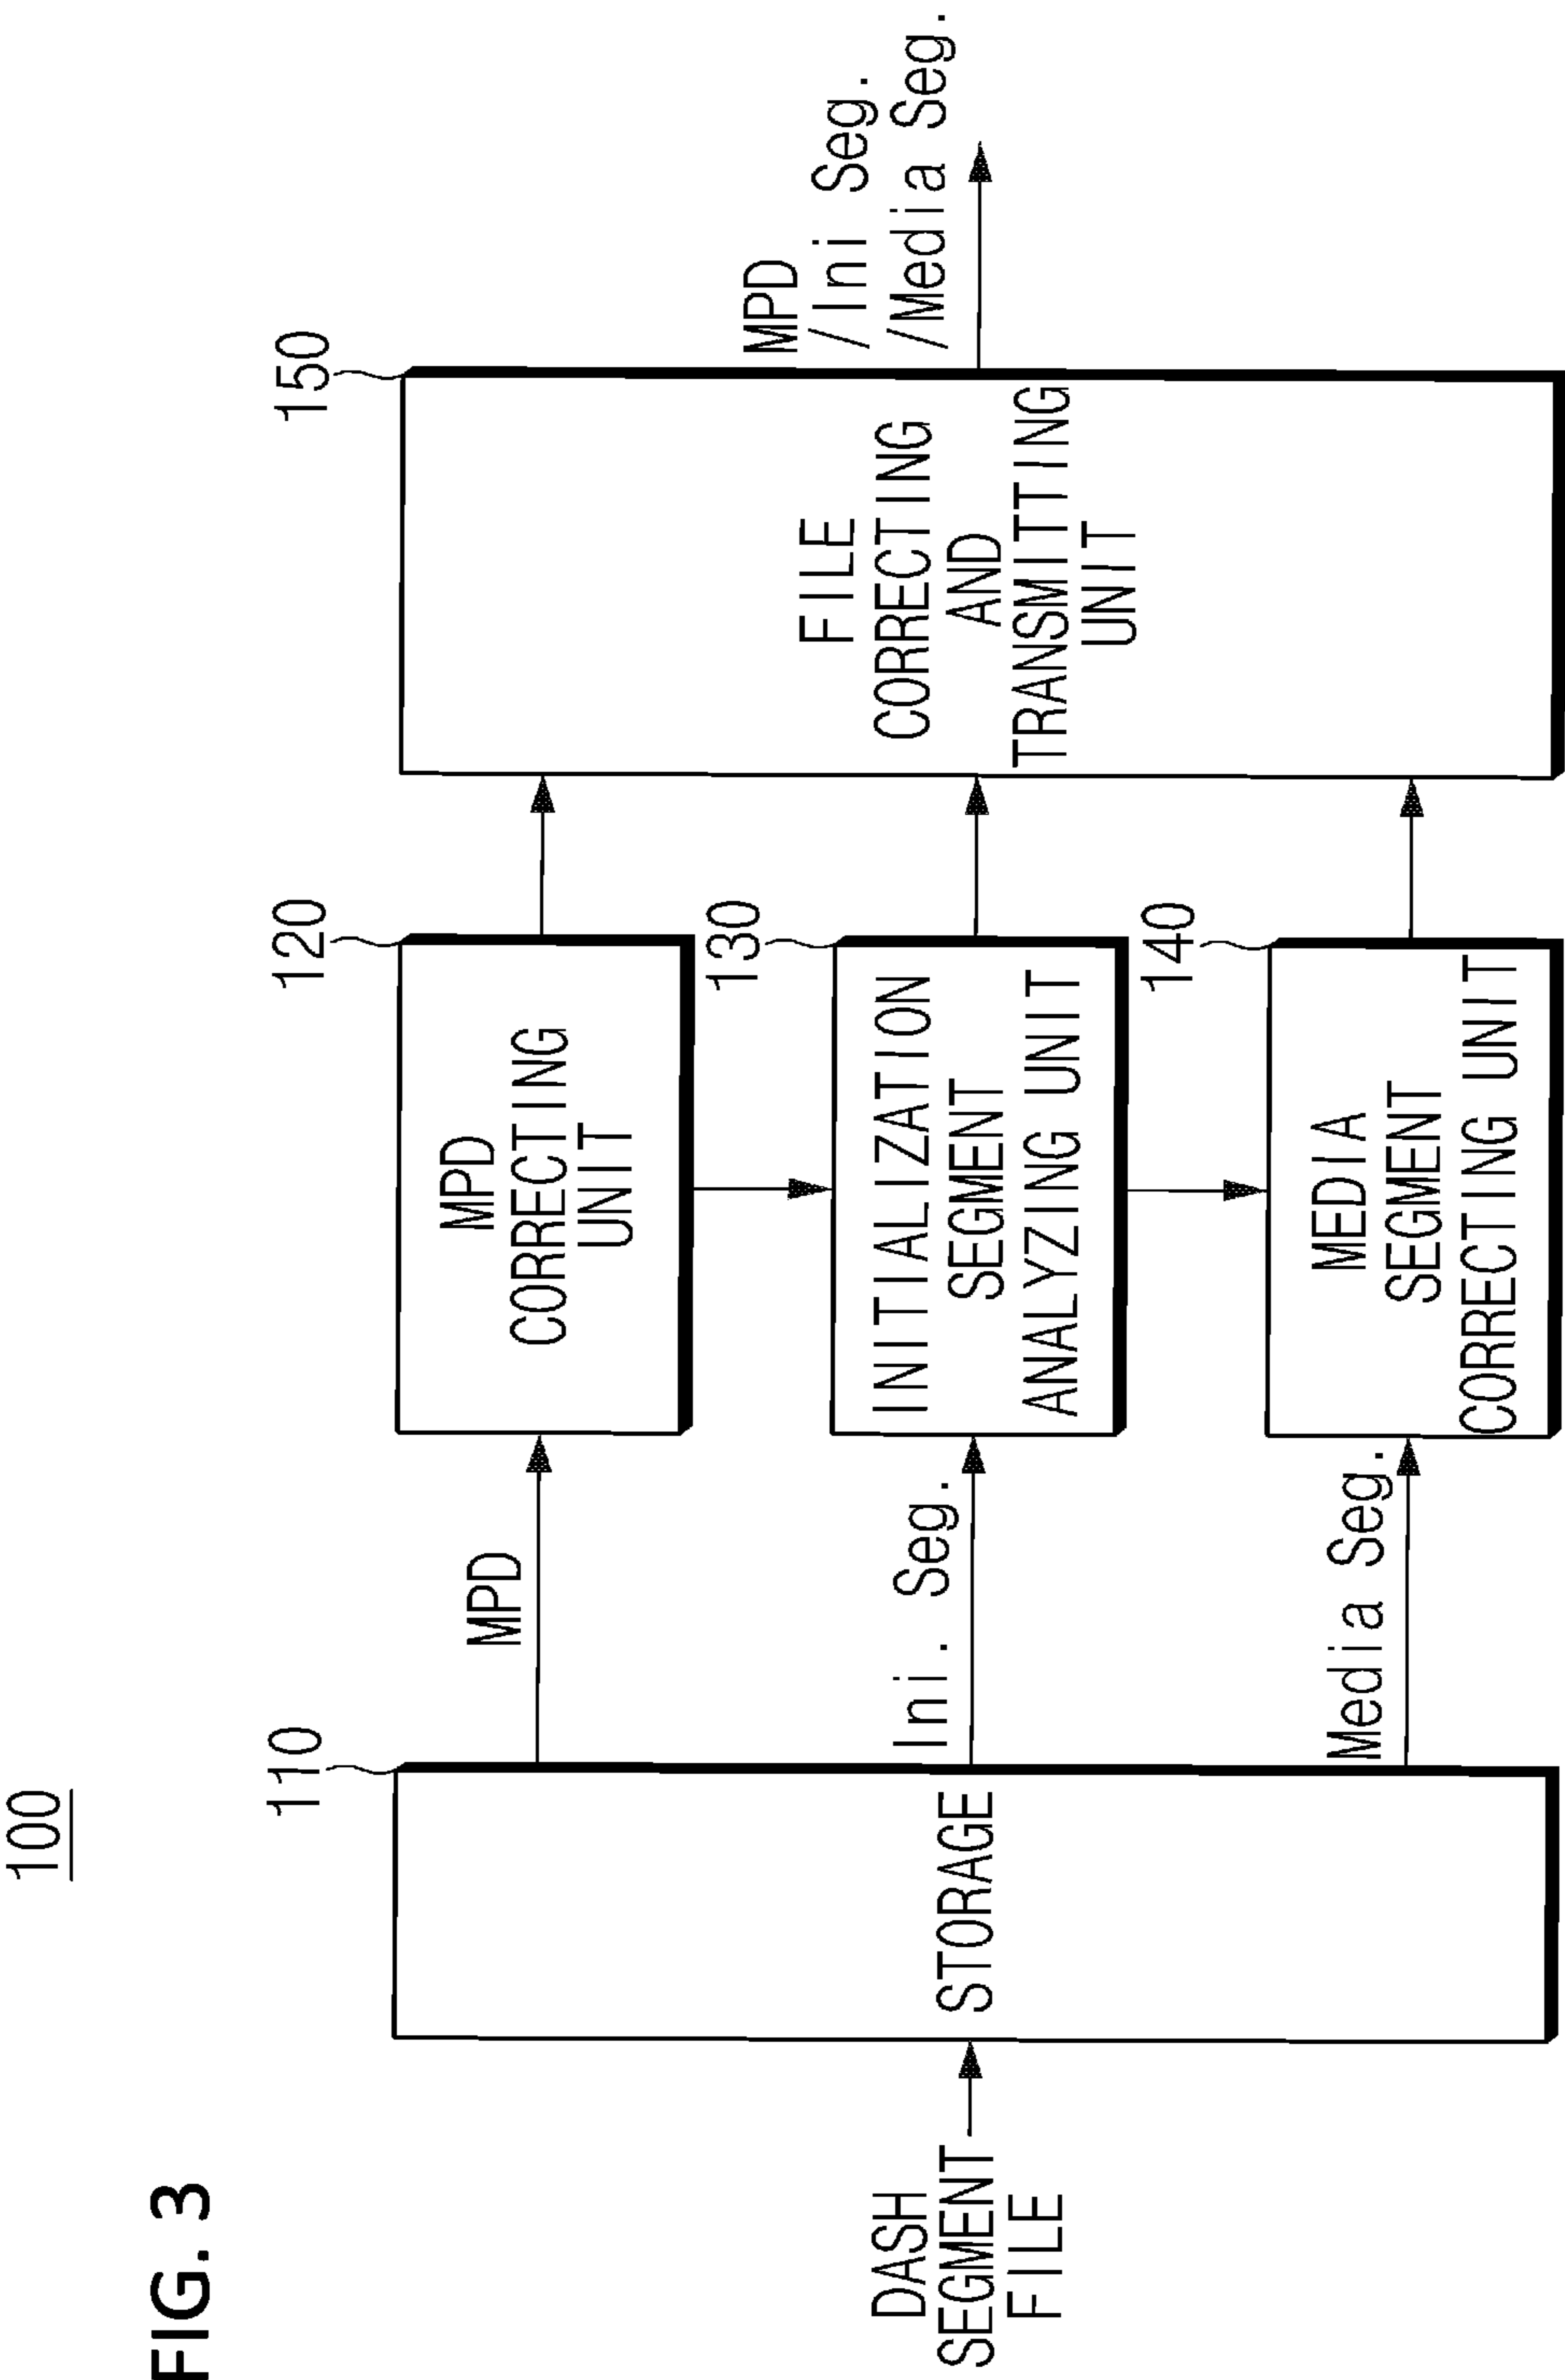 FIG. 3
100
110
120
150
MPD
MPD
CORRECTING
UNIT
130
MPD
/Ini Seg.
/Media Seg.
DASH
SEGMENT
FILE
STORAGE
Ini. Seg.
INITIALIZATION
SEGMENT
ANALYZING UNIT
FILE
CORRECTING
AND
TRANSMITTING
UNIT
140
Media Seg.
MEDIA
SEGMENT
CORRECTING UNIT